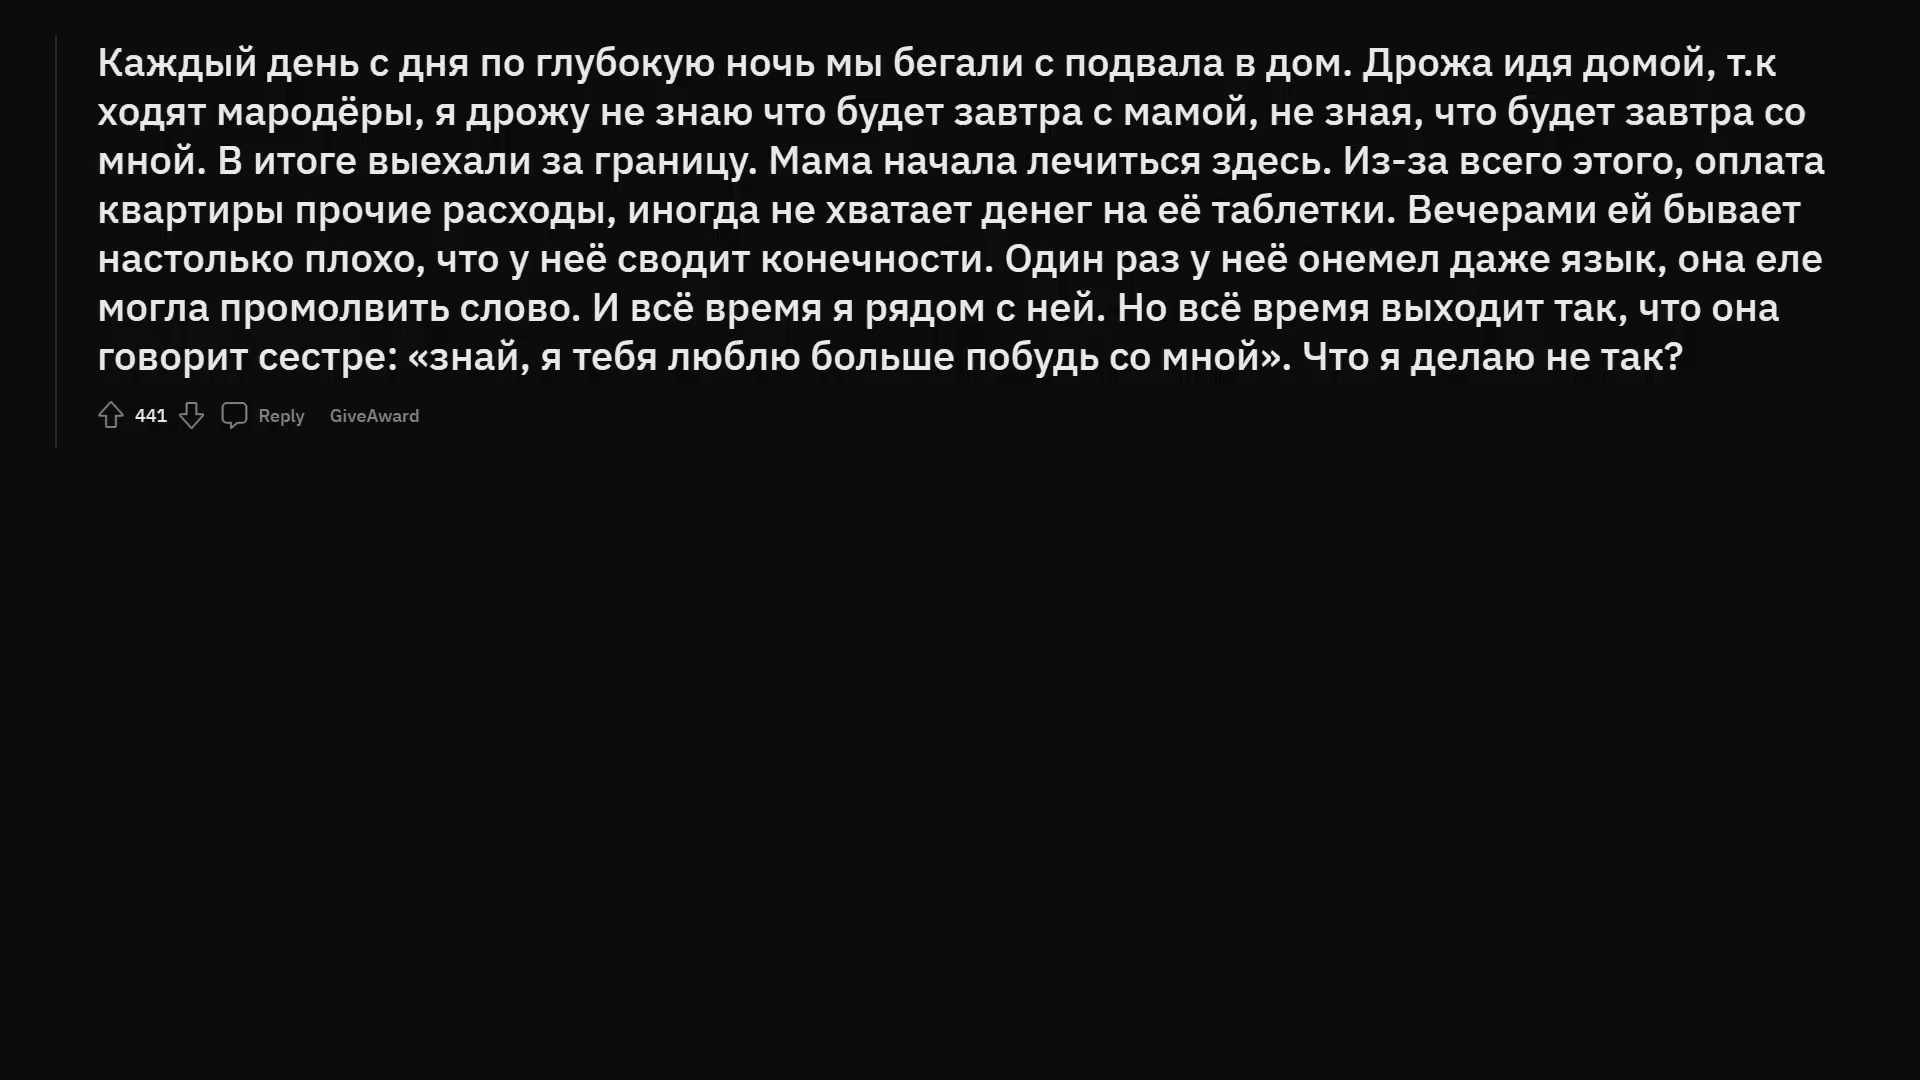 Каждый день с дня по глубокую ночь мы бегали с подвала в дом. Дрожа идя домой, т.к
ходят мародёры, я дрожу не знаю что будет завтра с мамой, не зная, что будет завтра со
мной. В итоге выехали за границу. Мама начала лечиться здесь. Из-за всего этого, оплата
квартиры прочие расходы, иногда не хватает денег на её таблетки. Вечерами ей бывает
настолько плохо, что у неё сводит конечности. Один раз у неё онемел даже язык, она еле
могла промолвить слово. И всё время я рядом с ней. Но всё время выходит так, что она
говорит сестре: «знай, я тебя люблю больше побудь со мной». Что я делаю не так?
441 Reply GiveAward